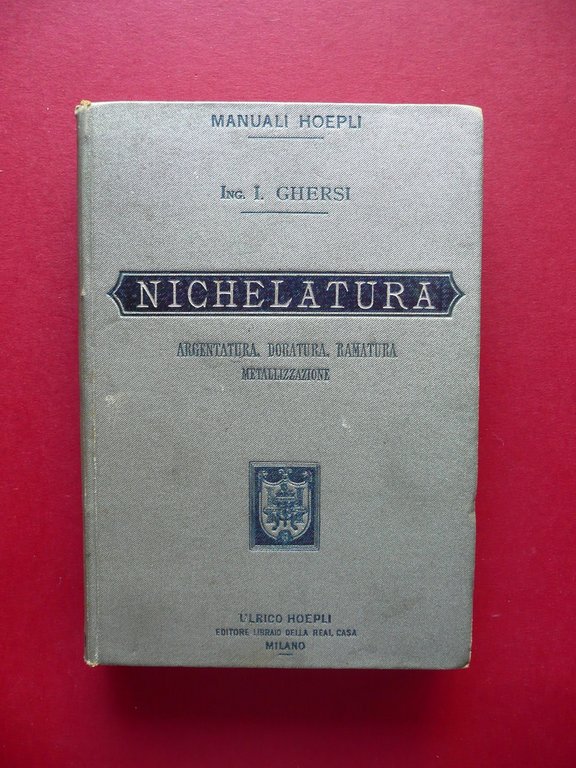 MANUALI HOEPLI
ING. I. GHERSI
NICHELATURA
ARGENTATURA, DORATURA, RAMATURA
METALLIZZAZIONE
ULRICO HOEPLI
EDITORE LIBRAIO DELLA REAL CASA
MILANO